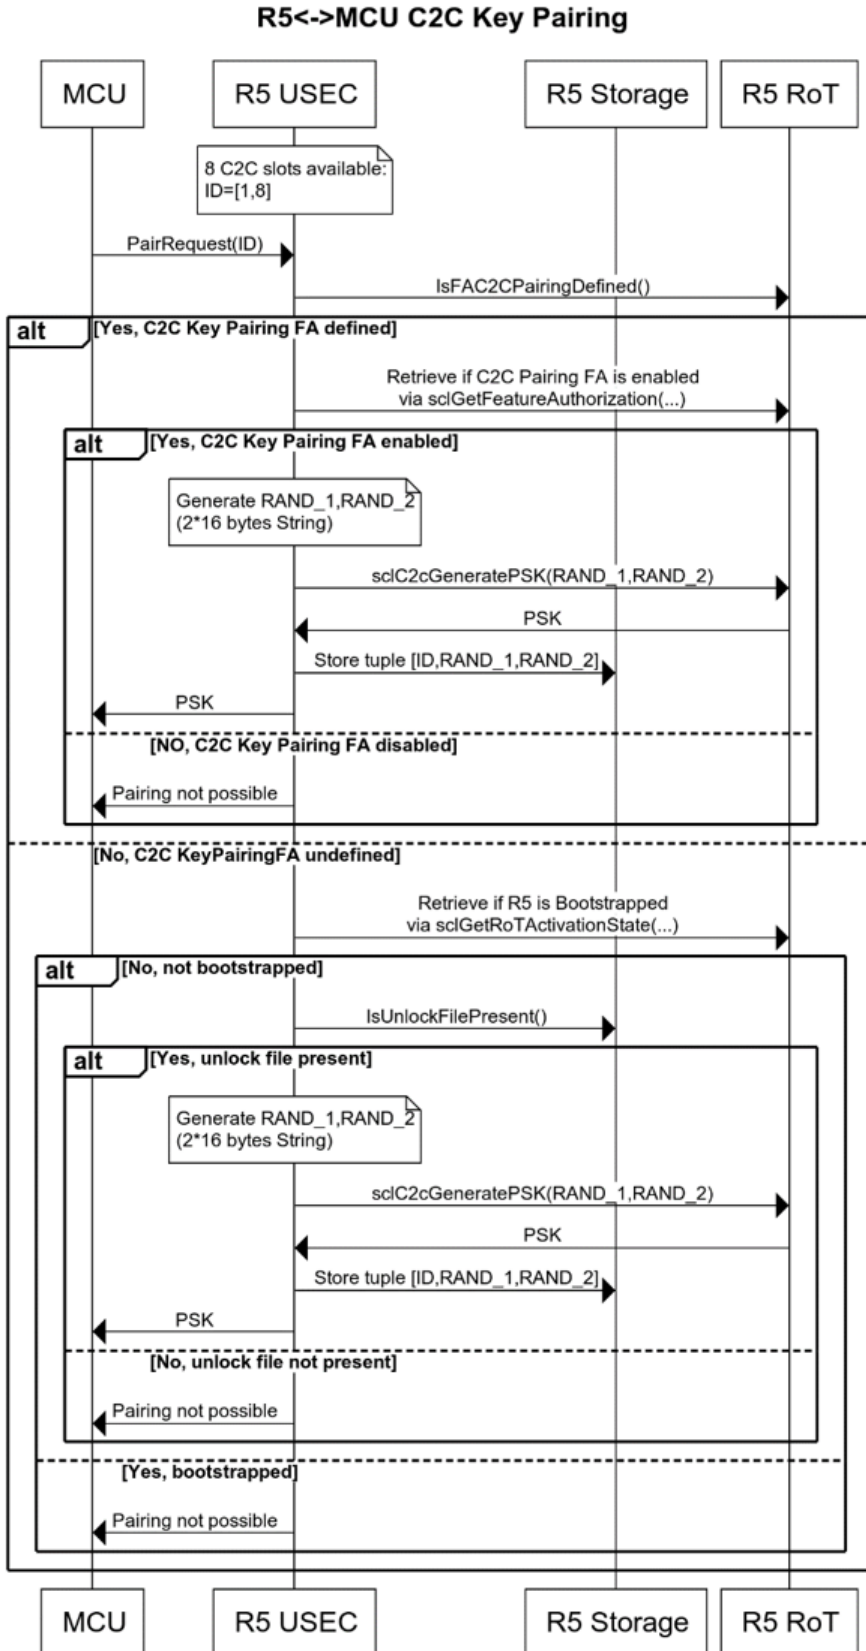 R5<->MCU C2C Key Pairing
MCU
R5 USEC
R5 Storage
R5 RoT
8 C2C slots available:
ID=[1,8]
PairRequest(ID)
IsFAC2CPairingDefined()
alt
[Yes, C2C Key Pairing FA defined]
Retrieve if C2C Pairing FA is enabled
via sclGetFeatureAuthorization(...)
alt
[Yes, C2C Key Pairing FA enabled]
Generate RAND_1,RAND_2
(2*16 bytes String)
sclC2cGeneratePSK(RAND_1,RAND_2)
PSK
Store tuple [ID,RAND_1,RAND_2]
PSK
[NO, C2C Key Pairing FA disabled]
Pairing not possible
[No, C2C KeyPairingFA undefined]
Retrieve if R5 is Bootstrapped
via sclGetRoTActivationState(...)
alt
[No, not bootstrapped]
IsUnlockFilePresent()
alt
[Yes, unlock file present]
Generate RAND_1,RAND_2
(2*16 bytes String)
sclC2cGeneratePSK(RAND_1,RAND_2)
PSK
Store tuple [ID,RAND_1,RAND_2]
PSK
[No, unlock file not present]
Pairing not possible
[Yes, bootstrapped]
Pairing not possible
MCU
R5 USEC
R5 Storage
R5 RoT